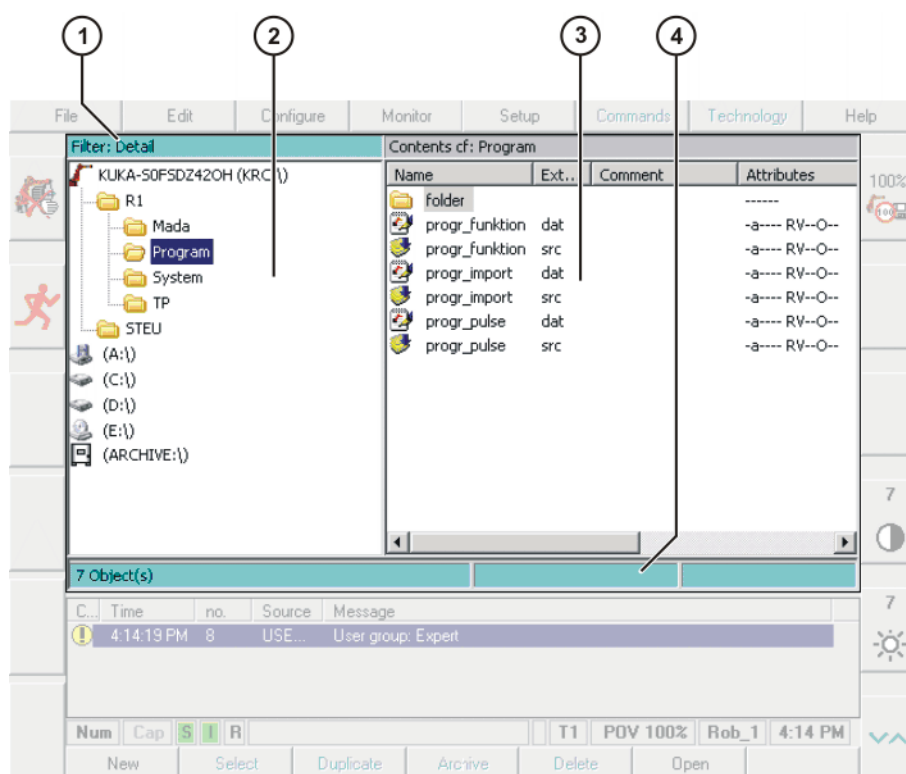 1 2 3 4
File Edit Configure Monitor Setup Commands Technology Help
Filter: Detail
KUKA-S0FSDZ42OH (KRC:\)
R1
Mada
Program
System
TP
STEU
(A:\)
(C:\)
(D:\)
(E:\)
(ARCHIVE:\)
Contents of: Program
Name Ext.. Comment Attributes
folder ------
progr_funktion dat -a---- RV--O--
progr_funktion src -a---- RV--O--
progr_import dat -a---- RV--O--
progr_import src -a---- RV--O--
progr_pulse dat -a---- RV--O--
progr_pulse src -a---- RV--O--
7 Object(s)
100%
100
7
7
C... Time no. Source Message
4:14:19 PM 8 USE... User group: Expert
Num Cap S I R T1 POV 100% Rob_1 4:14 PM
New Select Duplicate Archive Delete Open